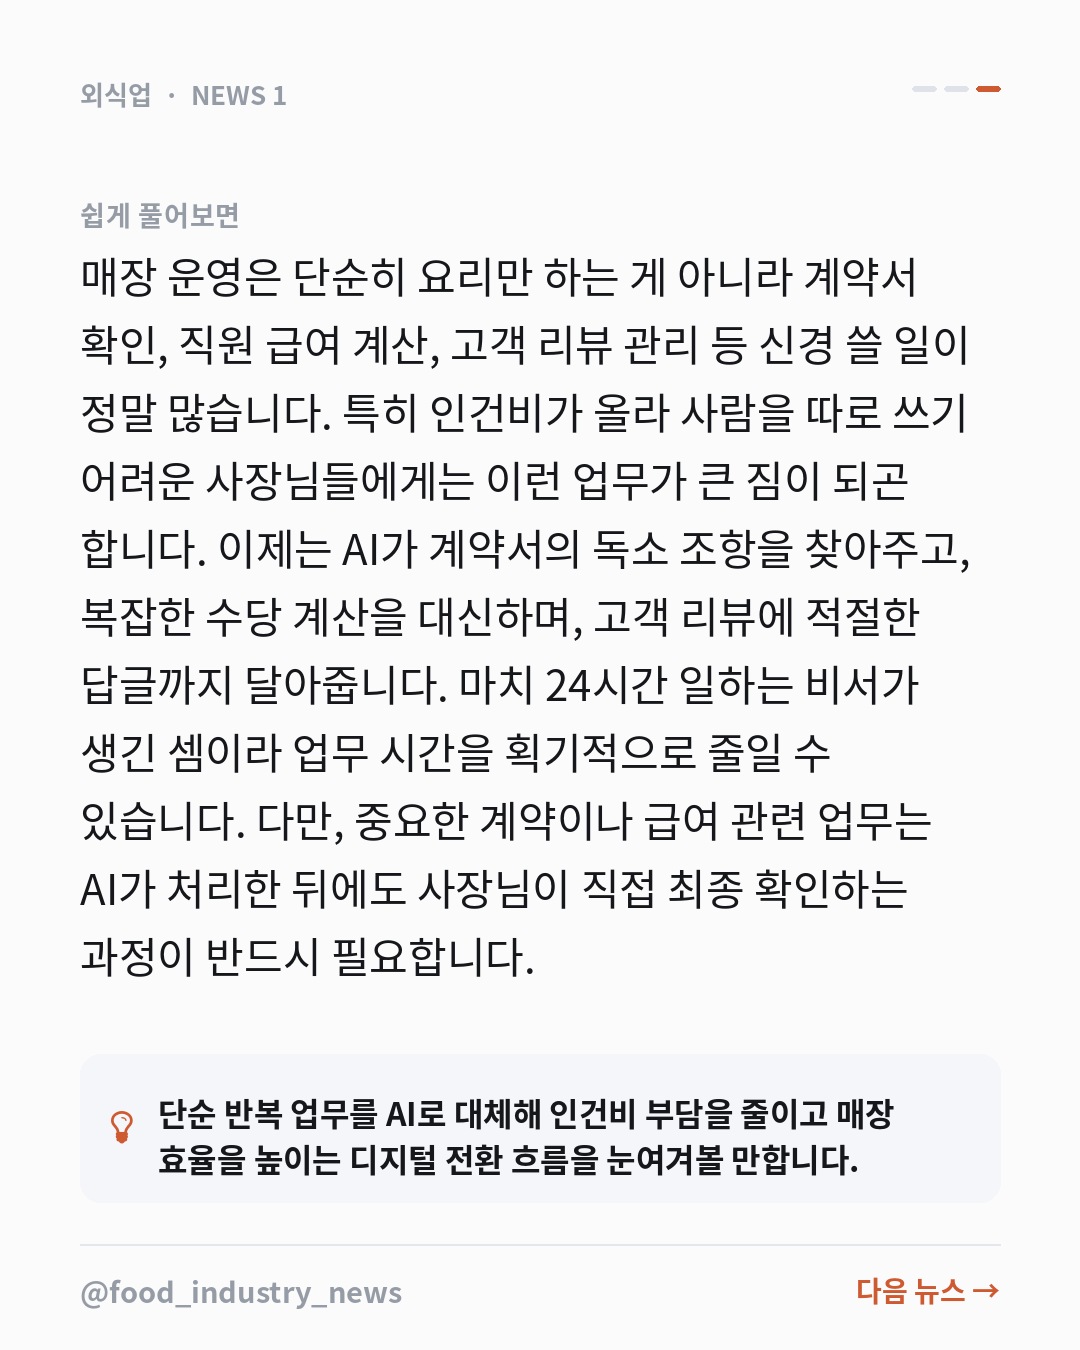 외식업 · NEWS 1
쉽게 풀어보면
매장 운영은 단순히 요리만 하는 게 아니라 계약서
확인, 직원 급여 계산, 고객 리뷰 관리 등 신경 쓸 일이
정말 많습니다. 특히 인건비가 올라 사람을 따로 쓰기
어려운 사장님들에게는 이런 업무가 큰 짐이 되곤
합니다. 이제는 AI가 계약서의 독소 조항을 찾아주고,
복잡한 수당 계산을 대신하며, 고객 리뷰에 적절한
답글까지 달아줍니다. 마치 24시간 일하는 비서가
생긴 셈이라 업무 시간을 획기적으로 줄일 수
있습니다. 다만, 중요한 계약이나 급여 관련 업무는
AI가 처리한 뒤에도 사장님이 직접 최종 확인하는
과정이 반드시 필요합니다.
단순 반복 업무를 AI로 대체해 인건비 부담을 줄이고 매장
효율을 높이는 디지털 전환 흐름을 눈여겨볼 만합니다.
@food_industry_news
다음 뉴스 →